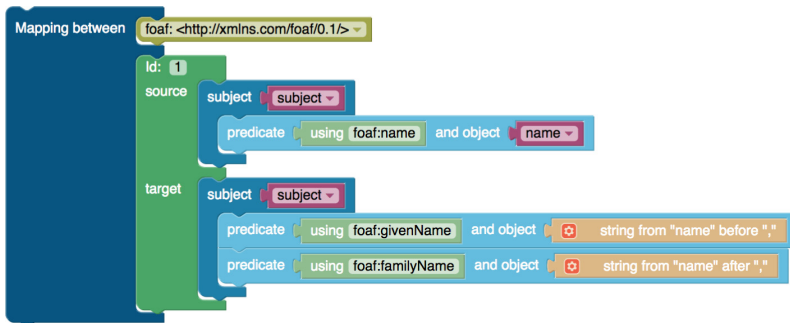 Mapping between foaf: <http://xmlns.com/foaf/0.1/>
Id: 1
source subject subject
predicate using foaf:name and object name
target subject subject
predicate using foaf:givenName and object string from "name" before ","
predicate using foaf:familyName and object string from "name" after ","